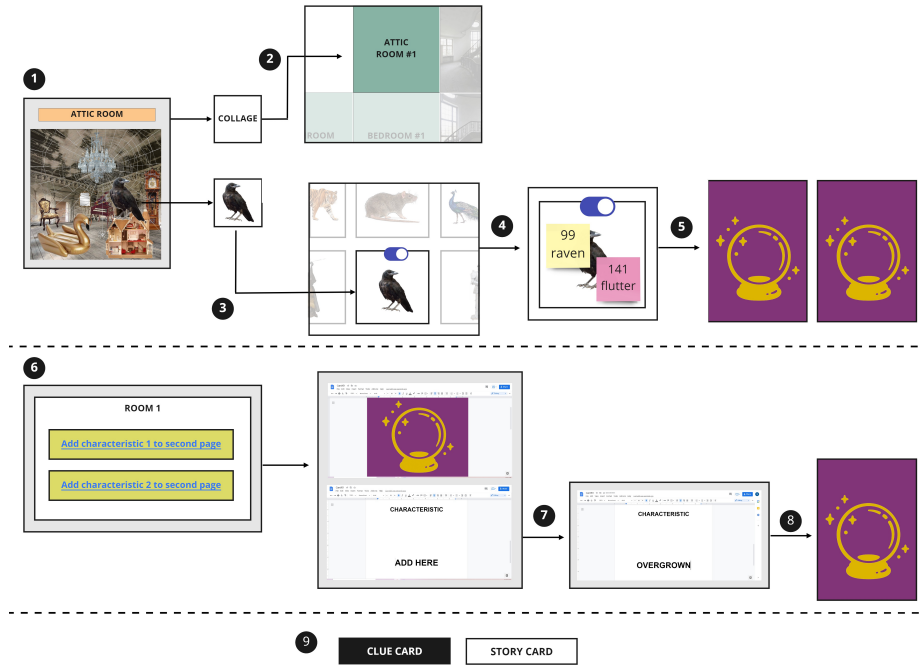 1
ATTIC ROOM
COLLAGE
2
ATTIC
ROOM #1
ROOM
BEDROOM #1
3
4
99
raven
141
flutter
5
6
ROOM 1
Add characteristic 1 to second page
Add characteristic 2 to second page
CHARACTERISTIC
ADD HERE
7
CHARACTERISTIC
OVERGROWN
8
9
CLUE CARD
STORY CARD